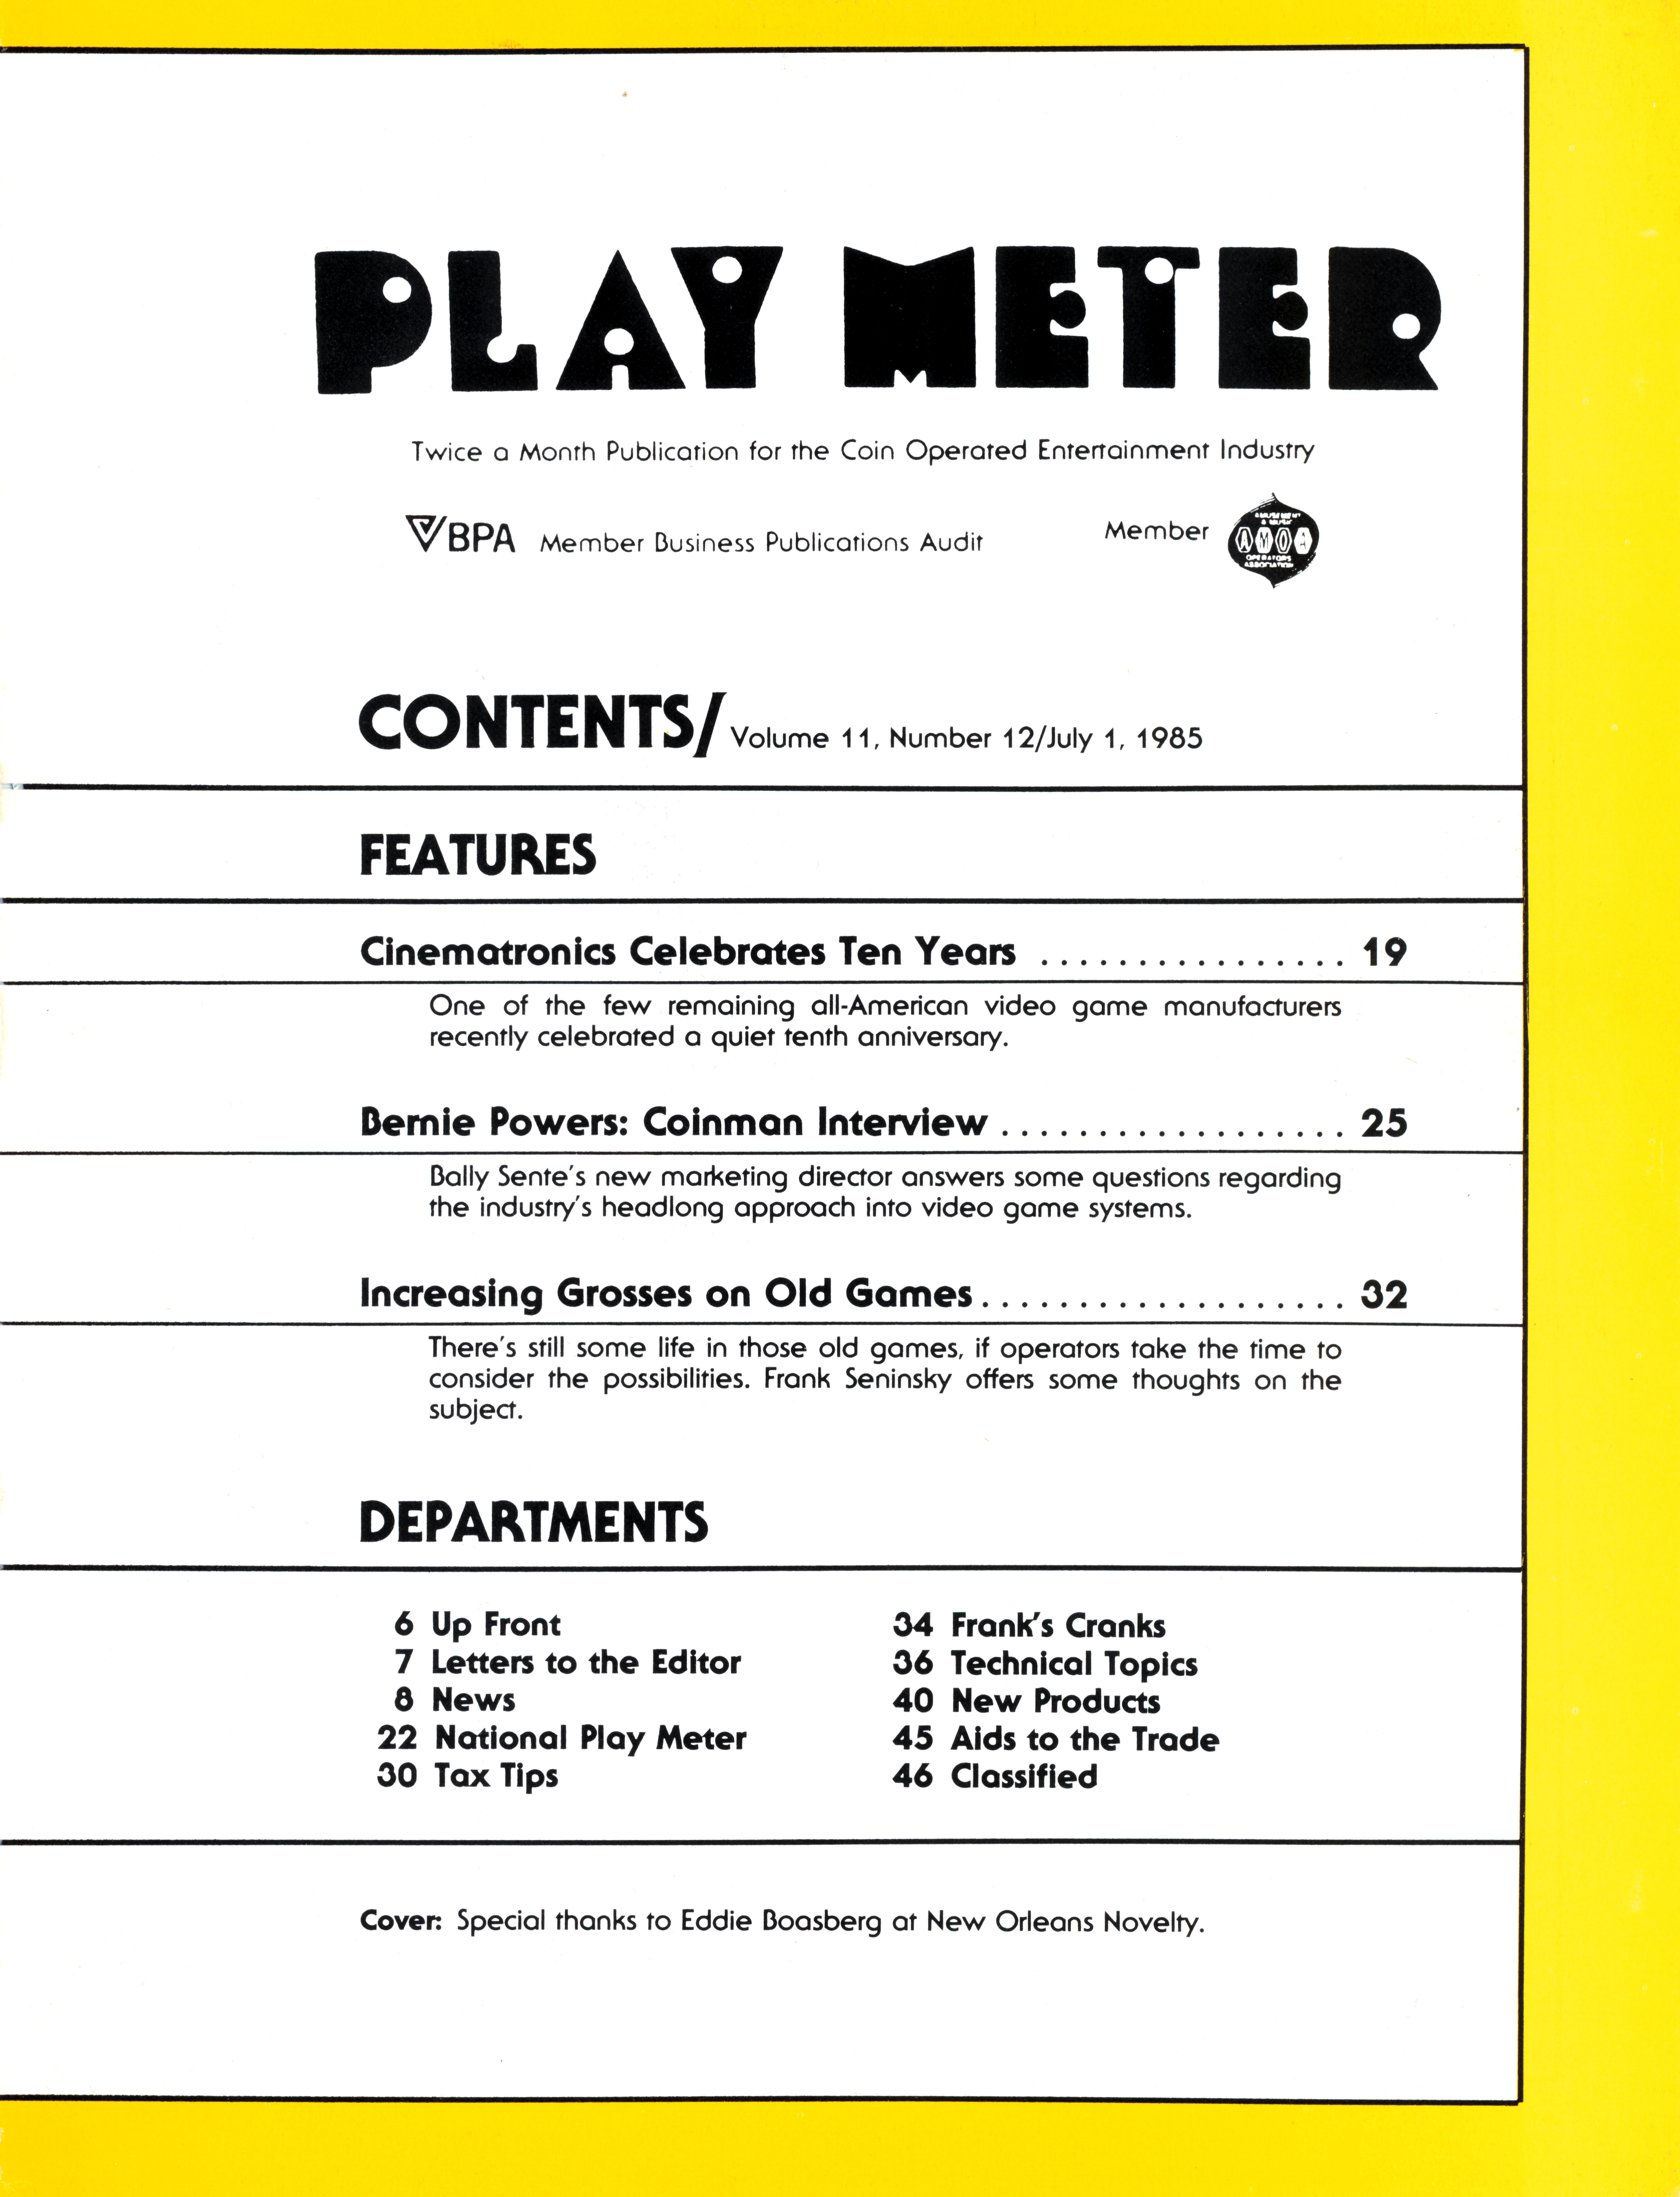 PLAY METER
Twice a Month Publication for the Coin Operated Entertainment Industry
BPA Member Business Publications Audit
Member
AMUSEMENT
& MUSIC
AMOA
OPERATORS
ASSOCIATION
CONTENTS/Volume 11, Number 12/July 1, 1985
FEATURES
Cinematronics Celebrates Ten Years ................ 19
One of the few remaining all-American video game manufacturers
recently celebrated a quiet tenth anniversary.
Bernie Powers: Coinman Interview .................. 25
Bally Sente's new marketing director answers some questions regarding
the industry's headlong approach into video game systems.
Increasing Grosses on Old Games ................... 32
There's still some life in those old games, if operators take the time to
consider the possibilities. Frank Seninsky offers some thoughts on the
subject.
DEPARTMENTS
6 Up Front
7 Letters to the Editor
8 News
22 National Play Meter
30 Tax Tips
34 Frank's Cranks
36 Technical Topics
40 New Products
45 Aids to the Trade
46 Classified
Cover: Special thanks to Eddie Boasberg at New Orleans Novelty.